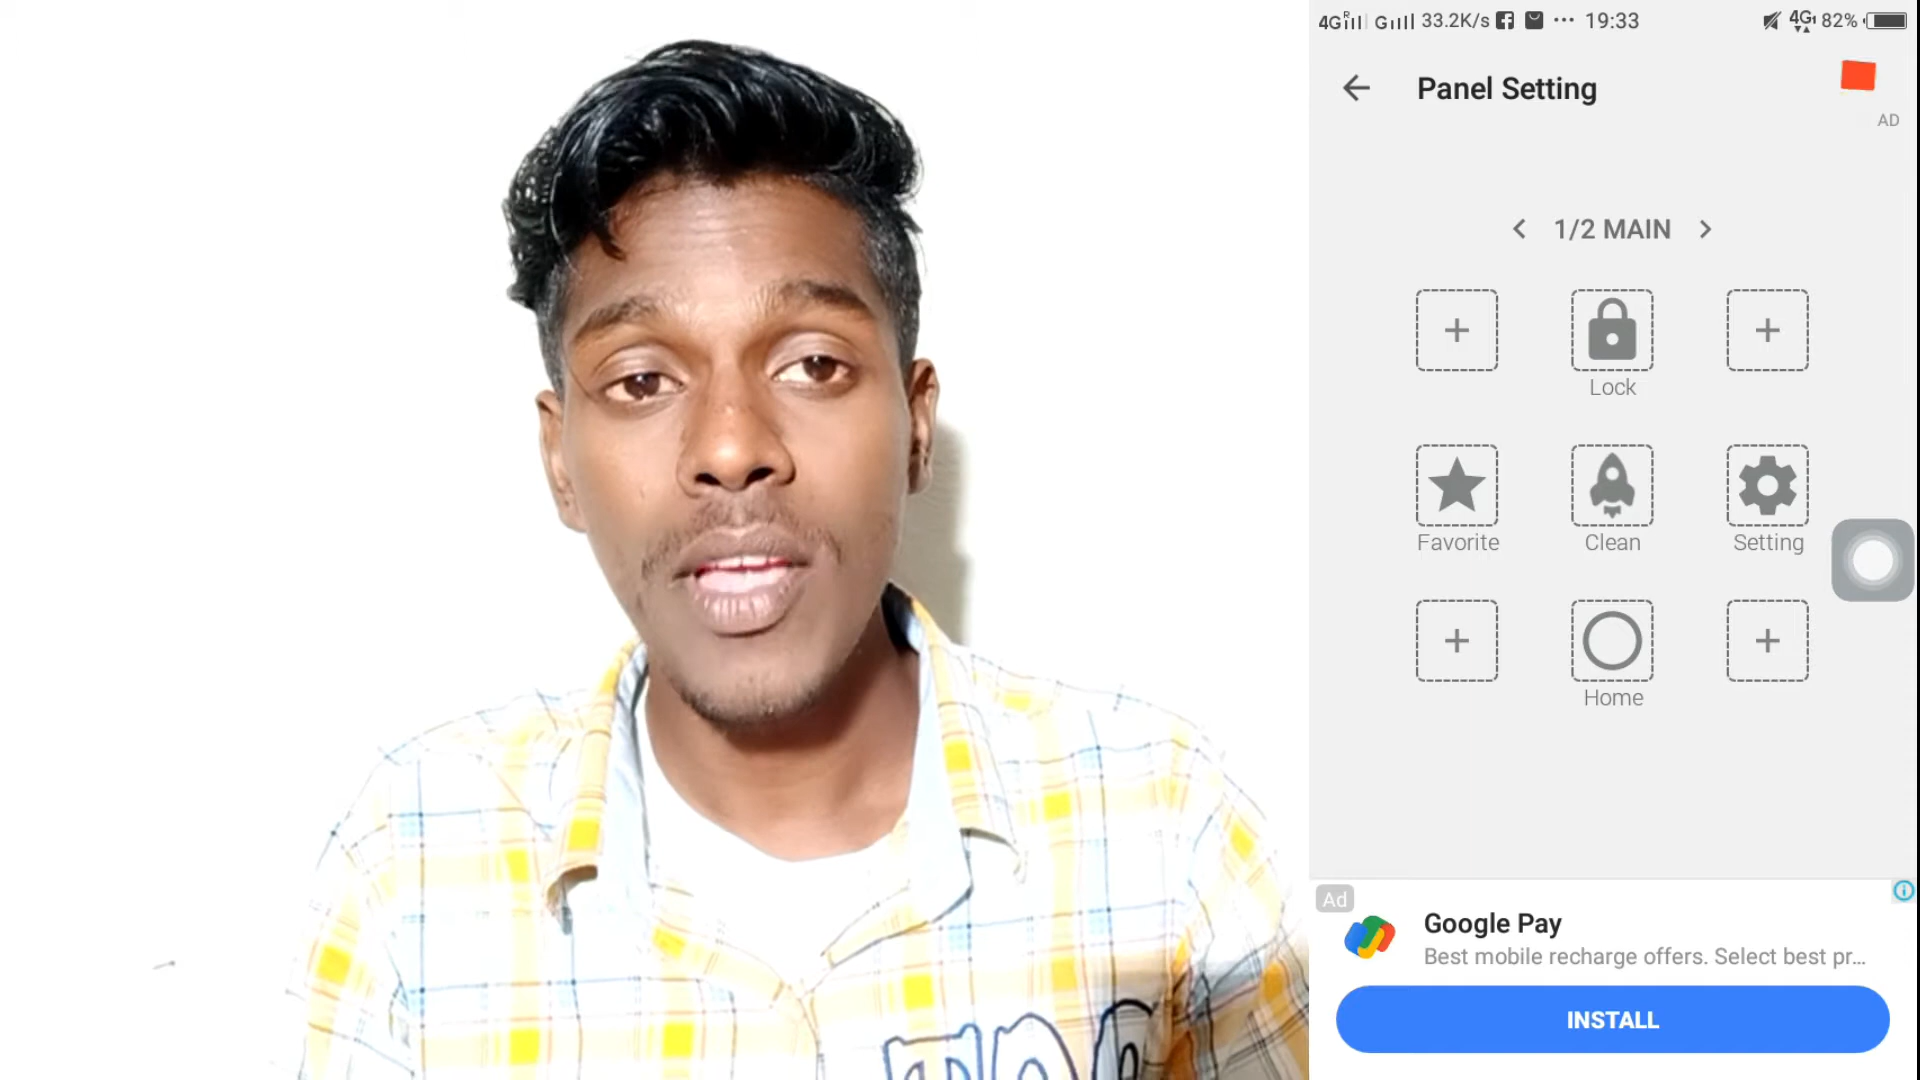 4G R G 33.2K/s ... 19:33 4G 82%
Panel Setting
AD
< 1/2 MAIN >
+ + 
Lock
Favorite Clean Setting
+ +
Home
Ad
Google Pay
Best mobile recharge offers. Select best pr...
INSTALL